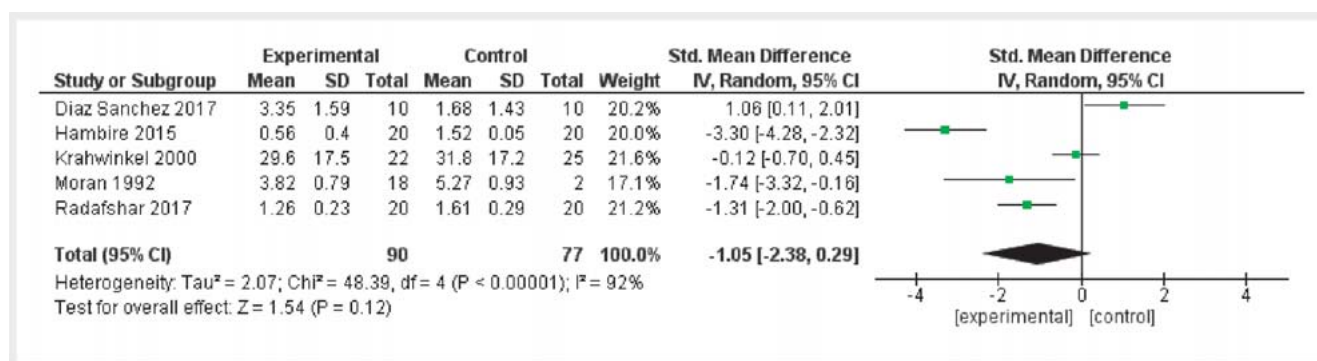 Experimental Control Std. Mean Difference Std. Mean Difference
Study or Subgroup Mean SD Total Mean SD Total Weight IV, Random, 95% CI IV, Random, 95% CI
Diaz Sanchez 2017 3.35 1.59 10 1.68 1.43 10 20.2% 1.06 [0.11, 2.01]
Hambire 2015 0.56 0.4 20 1.52 0.05 20 20.0% -3.30 [-4.28, -2.32]
Krahwinkel 2000 29.6 17.5 22 31.8 17.2 25 21.6% -0.12 [-0.70, 0.45]
Moran 1992 3.82 0.79 18 5.27 0.93 2 17.1% -1.74 [-3.32, -0.16]
Radafshar 2017 1.26 0.23 20 1.61 0.29 20 21.2% -1.31 [-2.00, -0.62]
Total (95% CI) 90 77 100.0% -1.05 [-2.38, 0.29]
Heterogeneity: Tau² = 2.07; Chi² = 48.39, df = 4 (P < 0.00001); I² = 92%
Test for overall effect: Z = 1.54 (P = 0.12)
-4 -2 0 2 4
[experimental] [control]